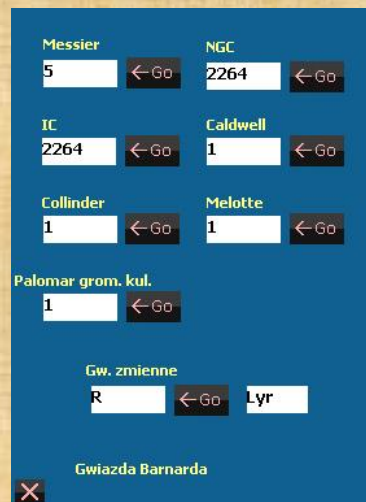 Messier NGC
5 Go 2264 Go
IC Caldwell
2264 Go 1 Go
Collinder Melotte
1 Go 1 Go
Palomar grom. kul.
1 Go
Gw. zmienne
R Go Lyr
Gwiazda Barnarda